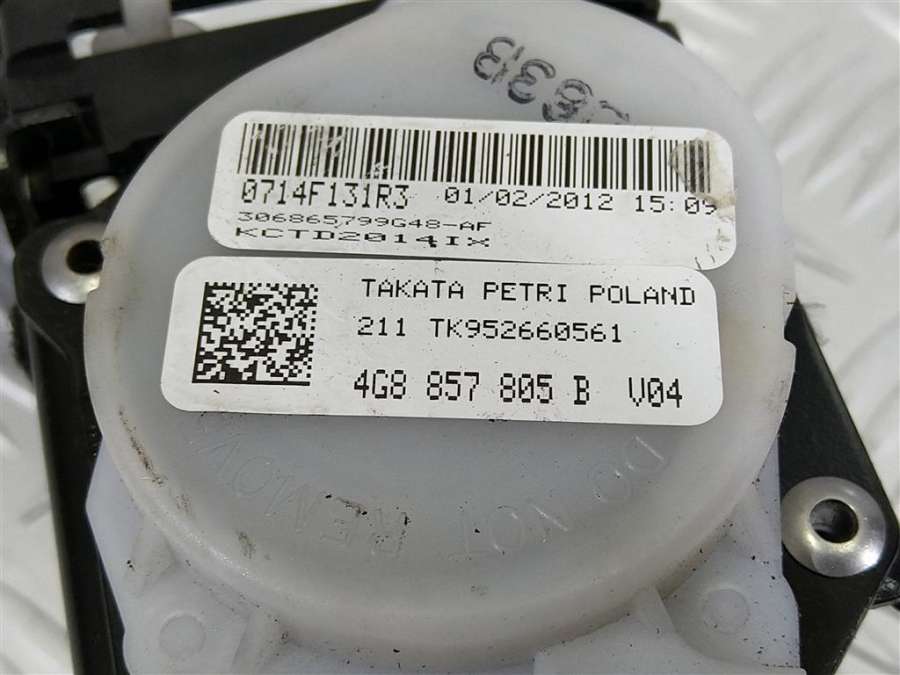 0714F131R3 01/02/2012 15:09
306865799G48-AF
KCTD2014IX
TAKATA PETRI POLAND
211 TK952660561
4G8 857 805 B V04
DO NOT REMOVE